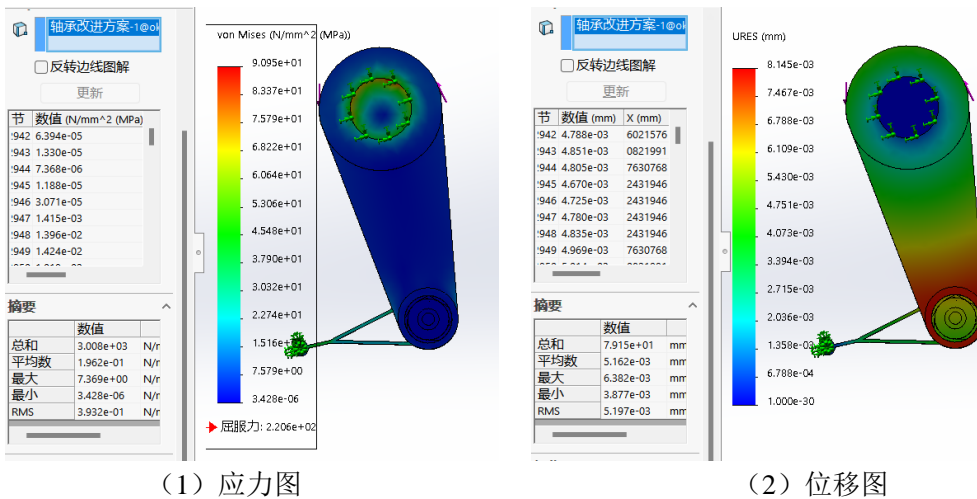 轴承改进方案-1@ok
反转边线图解
更新
节 数值 (N/mm^2 (MPa)
:942 6.394e-05
:943 1.330e-05
:944 7.368e-06
:945 1.188e-05
:946 3.071e-05
:947 1.415e-03
:948 1.396e-02
:949 1.424e-02
摘要
数值
总和 3.008e+03 N/r
平均数 1.962e-01 N/r
最大 7.369e+00 N/r
最小 3.428e-06 N/r
RMS 3.932e-01 N/r
von Mises (N/mm^2 (MPa))
9.095e+01
8.337e+01
7.579e+01
6.822e+01
6.064e+01
5.306e+01
4.548e+01
3.790e+01
3.032e+01
2.274e+01
1.516e+
7.579e+00
3.428e-06
屈服力: 2.206e+02
(1)应力图
轴承改进方案-1@ok
反转边线图解
更新
节 数值 (mm) X (mm)
:942 4.788e-03 6021576
:943 4.851e-03 0821991
:944 4.805e-03 7630768
:945 4.670e-03 2431946
:946 4.725e-03 2431946
:947 4.780e-03 2431946
:948 4.835e-03 2431946
:949 4.969e-03 7630768
摘要
数值
总和 7.915e+01 mm
平均数 5.162e-03 mm
最大 6.382e-03 mm
最小 3.877e-03 mm
RMS 5.197e-03 mm
URES (mm)
8.145e-03
7.467e-03
6.788e-03
6.109e-03
5.430e-03
4.751e-03
4.073e-03
3.394e-03
2.715e-03
2.036e-03
1.358e-03
6.788e-04
1.000e-30
(2)位移图